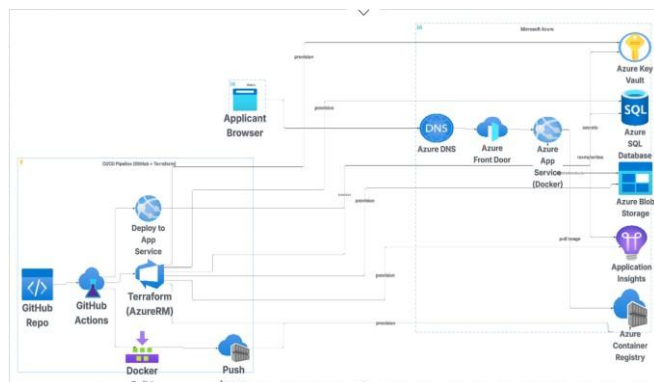 Microsoft Azure
provision
Azure Key
Vault
provision
Applicant
Browser
DNS
SQL
Azure DNS
Azure
Front Door
Azure
App
Service
(Docker)
secrets
Azure
SQL
Database
CI/CD Pipeline (GitHub + Terraform)
Azure Blob
Storage
provision
Deploy to
App
Service
pull image
Application
Insights
GitHub
Repo
GitHub
Actions
Terraform
(AzureRM)
provision
provision
Azure
Container
Registry
Docker
Push